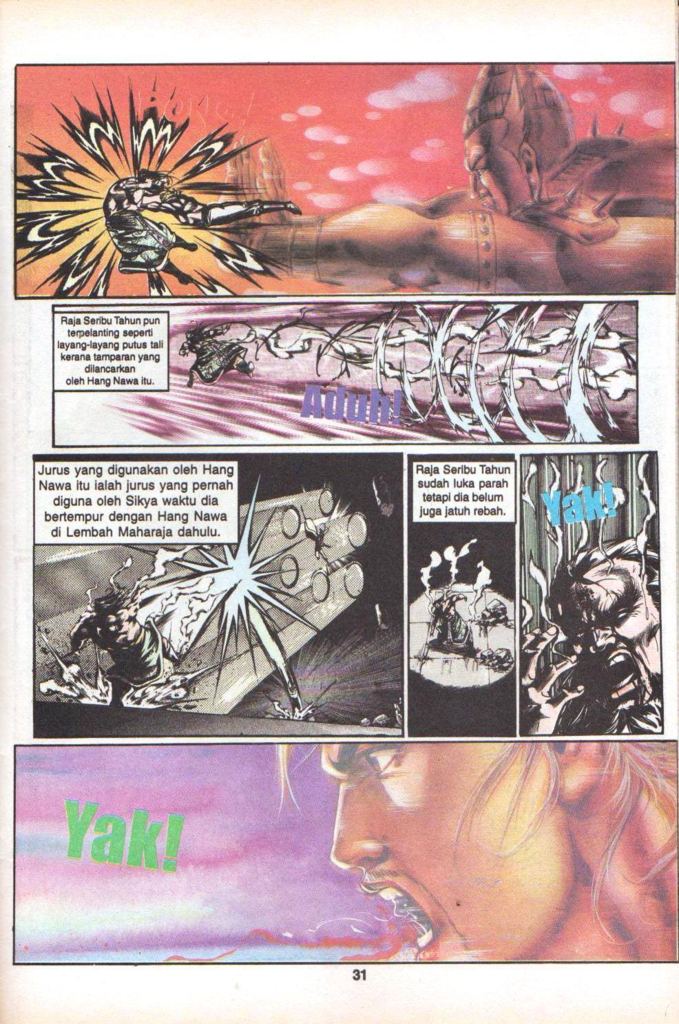 Raja Seribu Tahun pun
terpelanting seperti
layang-layang putus tali
kerana tamparan yang
dilancarkan
oleh Hang Nawa itu.
Aduh!
Jurus yang digunakan oleh Hang
Nawa itu ialah jurus yang pernah
diguna oleh Sikya waktu dia
bertempur dengan Hang Nawa
di Lembah Maharaja dahulu.
Raja Seribu Tahun
sudah luka parah
tetapi dia belum
juga jatuh rebah.
Yak!
Yak!
31